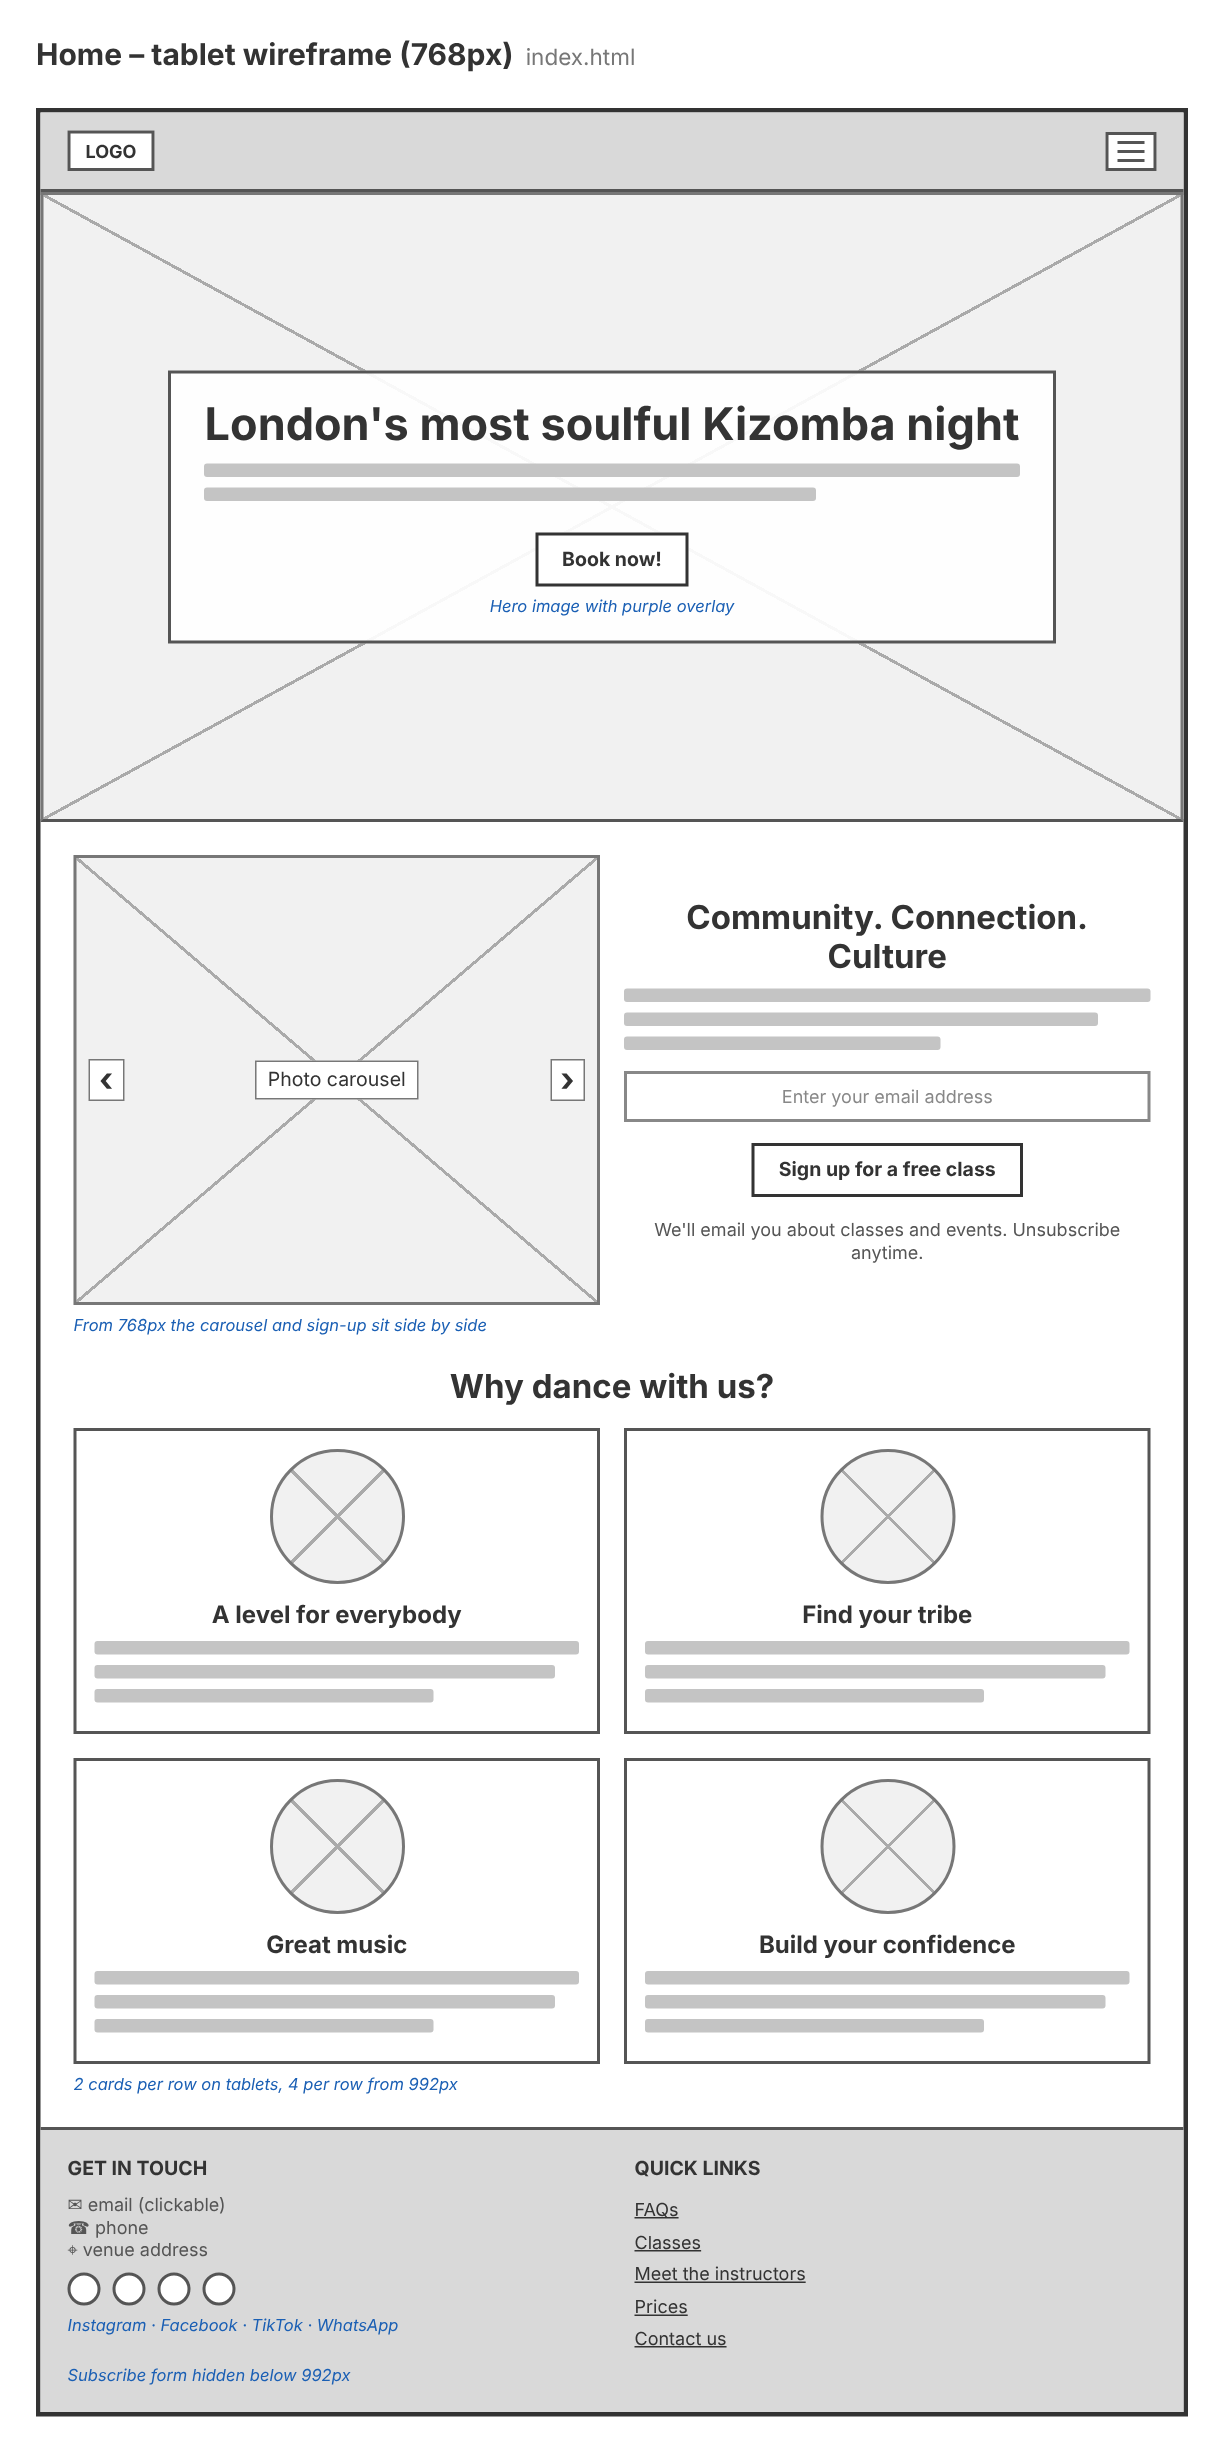 Home – tablet wireframe (768px) index.html
LOGO
London's most soulful Kizomba night
Book now!
Hero image with purple overlay
‹
Photo carousel
›
Community. Connection.
Culture
Enter your email address
Sign up for a free class
We'll email you about classes and events. Unsubscribe
anytime.
From 768px the carousel and sign-up sit side by side
Why dance with us?
A level for everybody
Find your tribe
Great music
Build your confidence
2 cards per row on tablets, 4 per row from 992px
GET IN TOUCH
✉ email (clickable)
☎ phone
⌖ venue address
Instagram · Facebook · TikTok · WhatsApp
Subscribe form hidden below 992px
QUICK LINKS
FAQs
Classes
Meet the instructors
Prices
Contact us